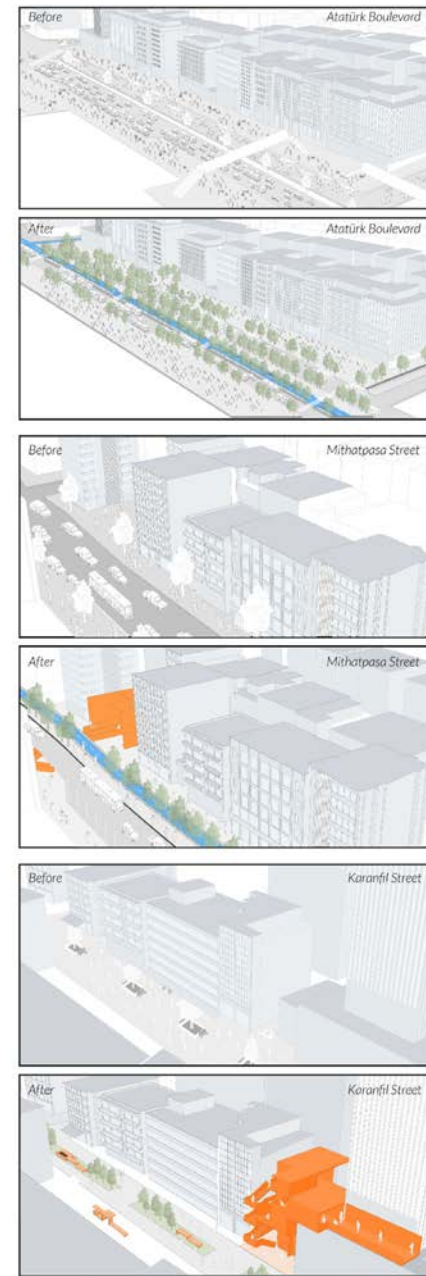 Before
Atatürk Boulevard
After
Atatürk Boulevard
Before
Mithatpasa Street
After
Mithatpasa Street
Before
Karanfil Street
After
Karanfil Street